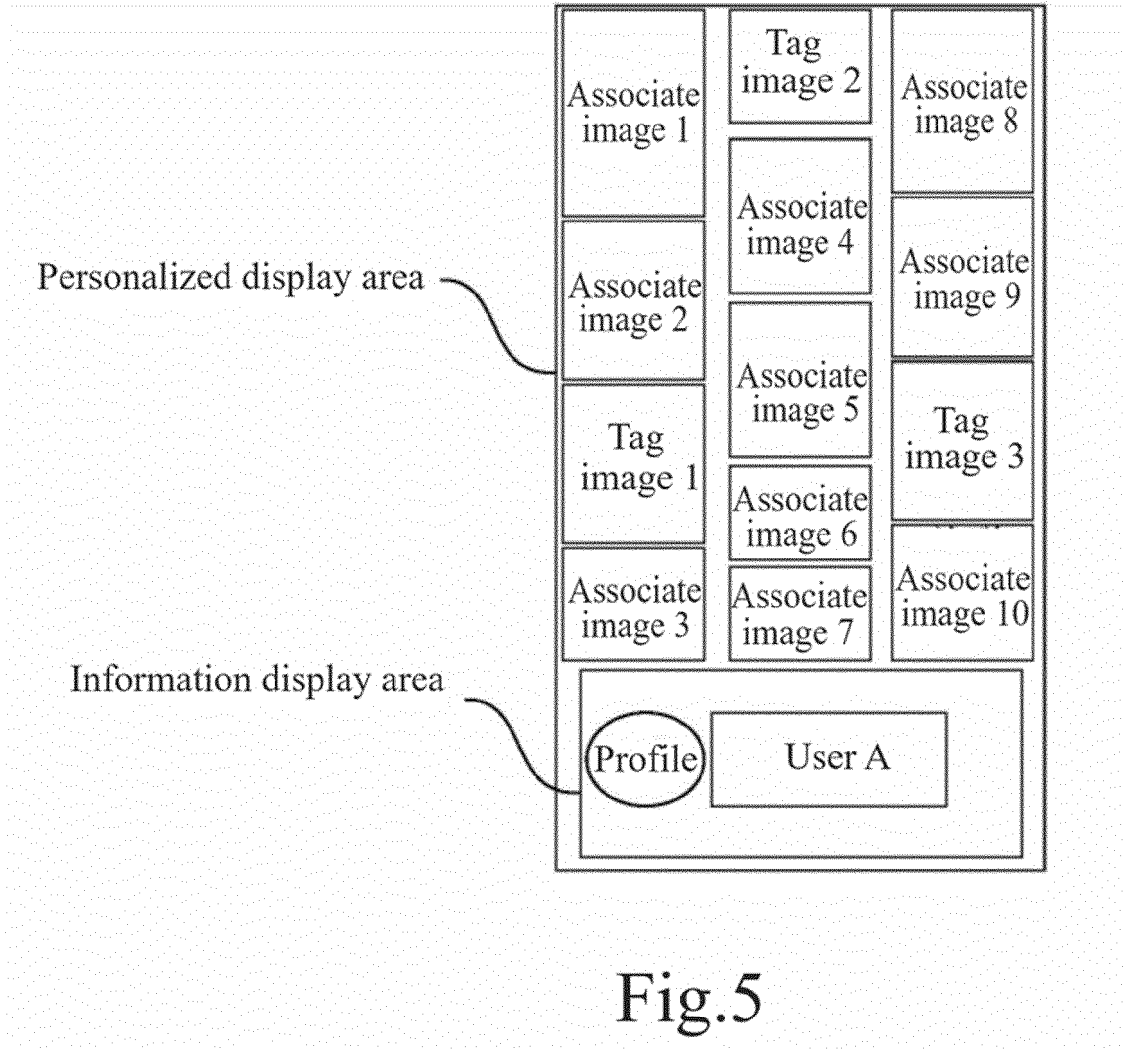 Associate
image 1
Tag
image 2
Associate
image 8
Associate
image 4
Personalized display area
Associate
image 2
Associate
image 9
Associate
image 5
Tag
image 1
Tag
image 3
Associate
image 6
Associate
image 3
Associate
image 7
Associate
image 10
Information display area
Profile
User A
Fig.5